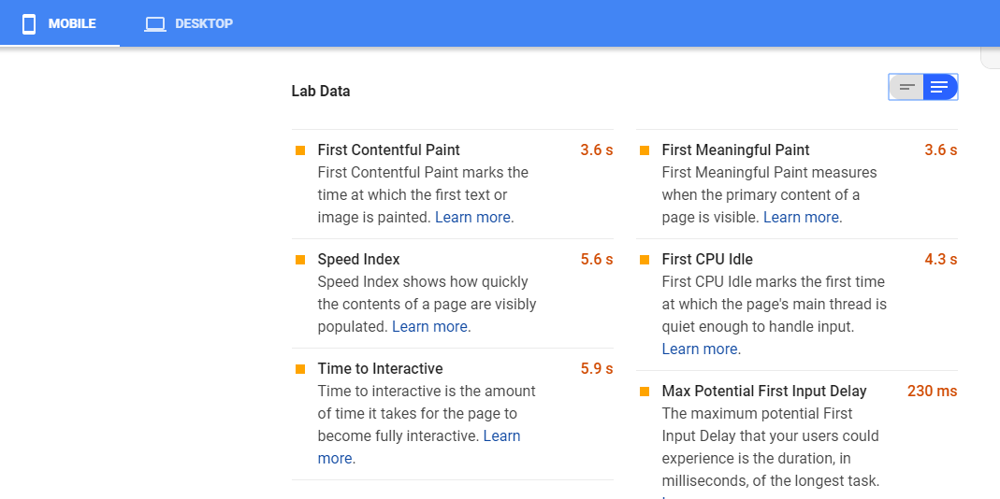 MOBILE
DESKTOP
Lab Data
First Contentful Paint
3.6 s
First Contentful Paint marks the
time at which the first text or
image is painted. Learn more.
Speed Index
5.6 s
Speed Index shows how quickly
the contents of a page are visibly
populated. Learn more.
Time to Interactive
5.9 s
Time to interactive is the amount
of time it takes for the page to
become fully interactive. Learn
more.
First Meaningful Paint
3.6 s
First Meaningful Paint measures
when the primary content of a
page is visible. Learn more.
First CPU Idle
4.3 s
First CPU Idle marks the first time
at which the page's main thread is
quiet enough to handle input.
Learn more.
Max Potential First Input Delay
230 ms
The maximum potential First
Input Delay that your users could
experience is the duration, in
milliseconds, of the longest task.